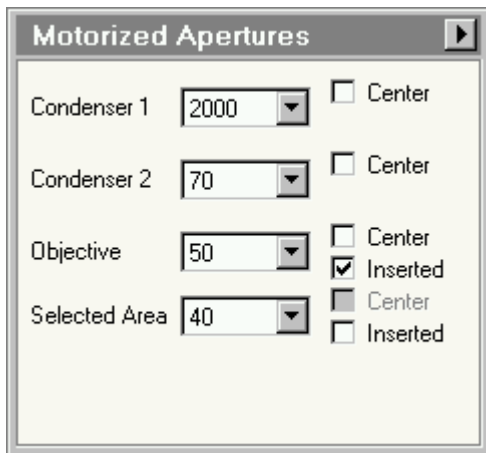 Motorized Apertures
Condenser 1 2000 Center
Condenser 2 70 Center
Objective 50 Center
Inserted
Selected Area 40 Center
Inserted